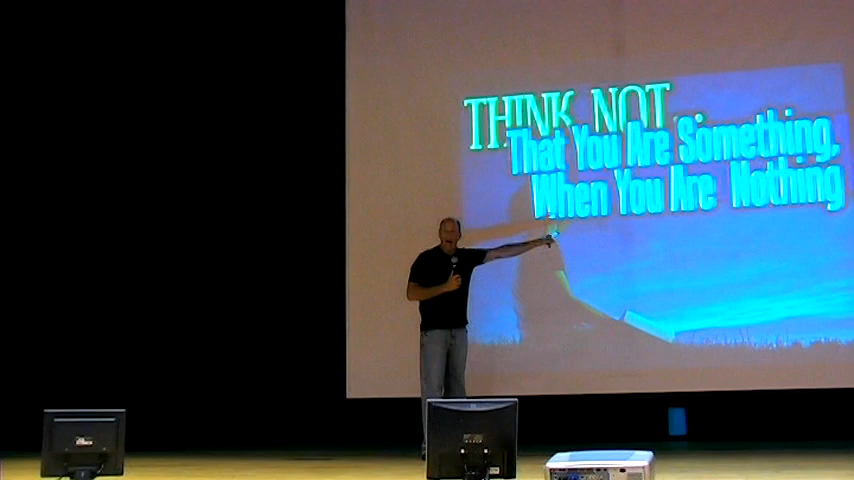 THINK NOT...
That You Are Something,
When You Are Nothing